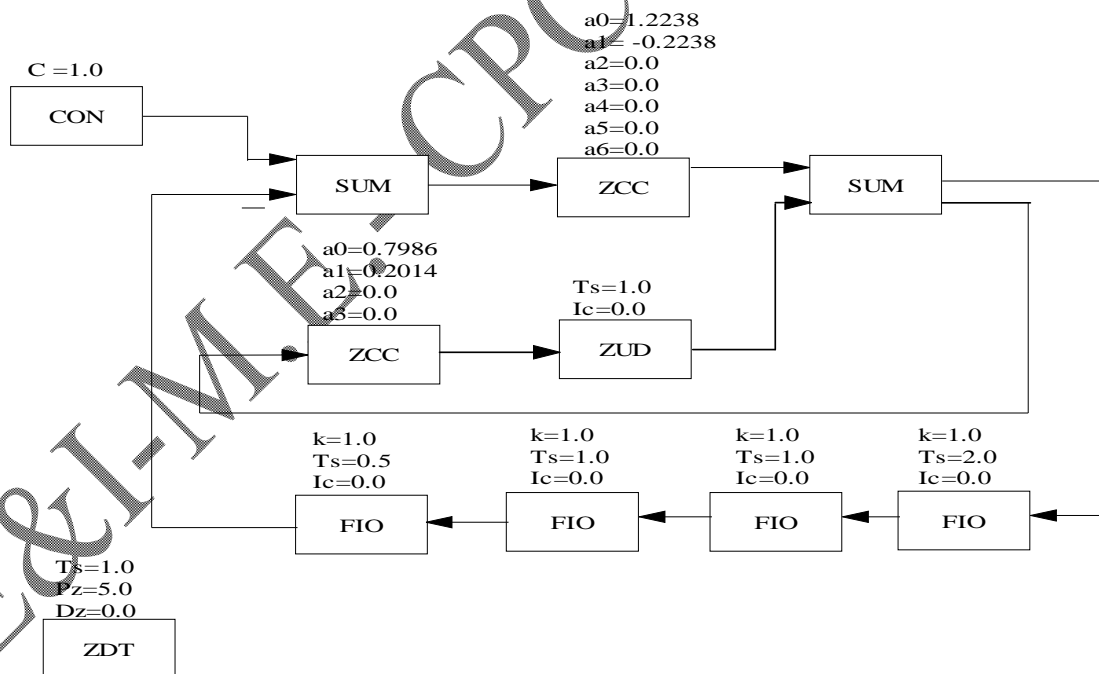 a0=1.2238
a1= -0.2238
a2=0.0
a3=0.0
a4=0.0
a5=0.0
a6=0.0
C =1.0
CON
SUM
ZCC
SUM
a0=0.7986
a1=0.2014
a2=0.0
a3=0.0
Ts=1.0
Ic=0.0
ZCC
ZUD
k=1.0
Ts=0.5
Ic=0.0
k=1.0
Ts=1.0
Ic=0.0
k=1.0
Ts=1.0
Ic=0.0
k=1.0
Ts=2.0
Ic=0.0
FIO
FIO
FIO
FIO
Ts=1.0
Pz=5.0
Dz=0.0
ZDT
E&I-M.E.-CPC